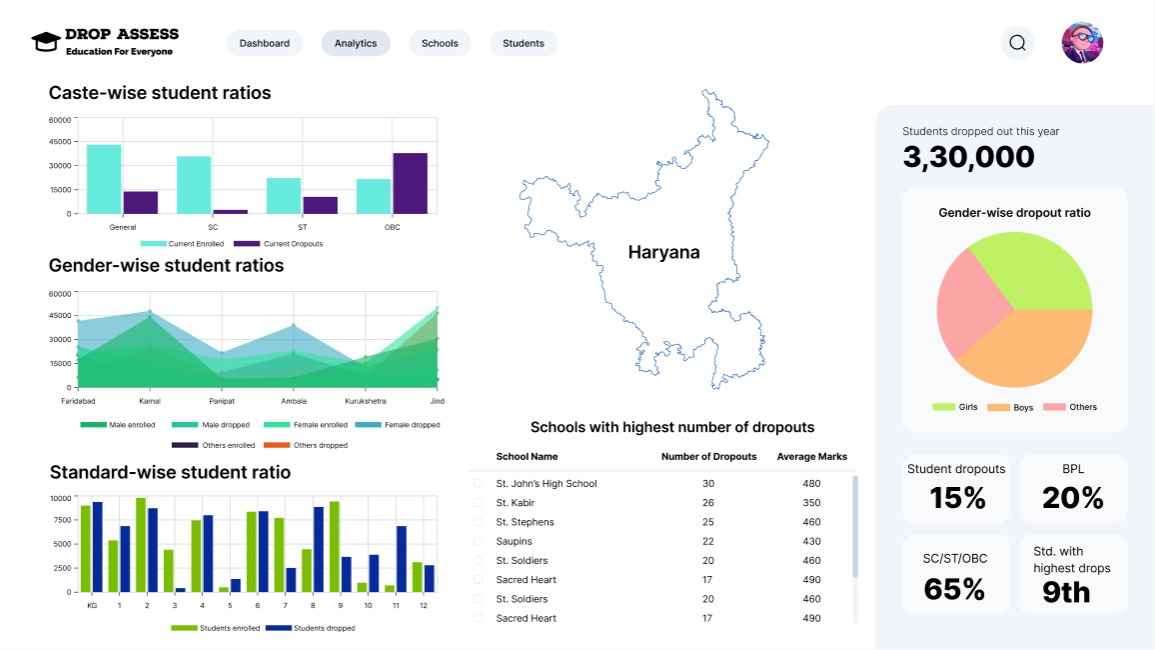 DROP ASSESS
Education For Everyone
Dashboard
Analytics
Schools
Students
Caste-wise student ratios
60000
45000
30000
15000
0
General SC ST OBC
Current Enrolled Current Dropouts
Gender-wise student ratios
60000
45000
30000
15000
0
Faridabad Karnal Panipat Ambala Kurukshetra Jind
Male enrolled Male dropped Female enrolled Female dropped
Others enrolled Others dropped
Standard-wise student ratio
10000
7500
5000
2500
0
KG 1 2 3 4 5 6 7 8 9 10 11 12
Students enrolled Students dropped
Haryana
Schools with highest number of dropouts
School Name Number of Dropouts Average Marks
St. John's High School 30 480
St. Kabir 26 350
St. Stephens 25 460
Saupins 22 430
St. Soldiers 20 460
Sacred Heart 17 490
St. Soldiers 20 460
Sacred Heart 17 490
Students dropped out this year
3,30,000
Gender-wise dropout ratio
Girls Boys Others
Student dropouts
15%
BPL
20%
SC/ST/OBC
65%
Std. with
highest drops
9th